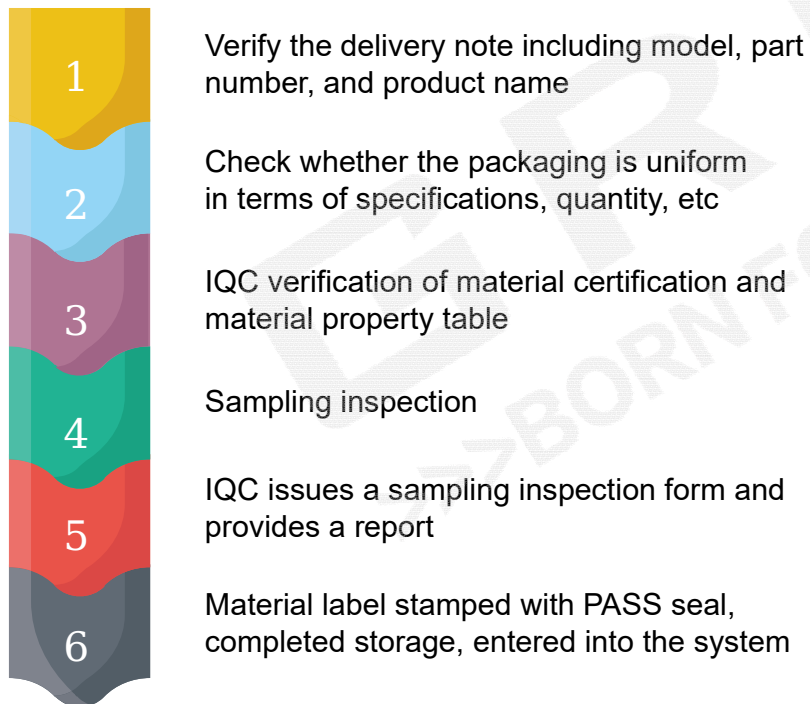 1
Verify the delivery note including model, part
number, and product name
2
Check whether the packaging is uniform
in terms of specifications, quantity, etc
3
IQC verification of material certification and
material property table
4
Sampling inspection
5
IQC issues a sampling inspection form and
provides a report
6
Material label stamped with PASS seal,
completed storage, entered into the system
>>>BORN FO